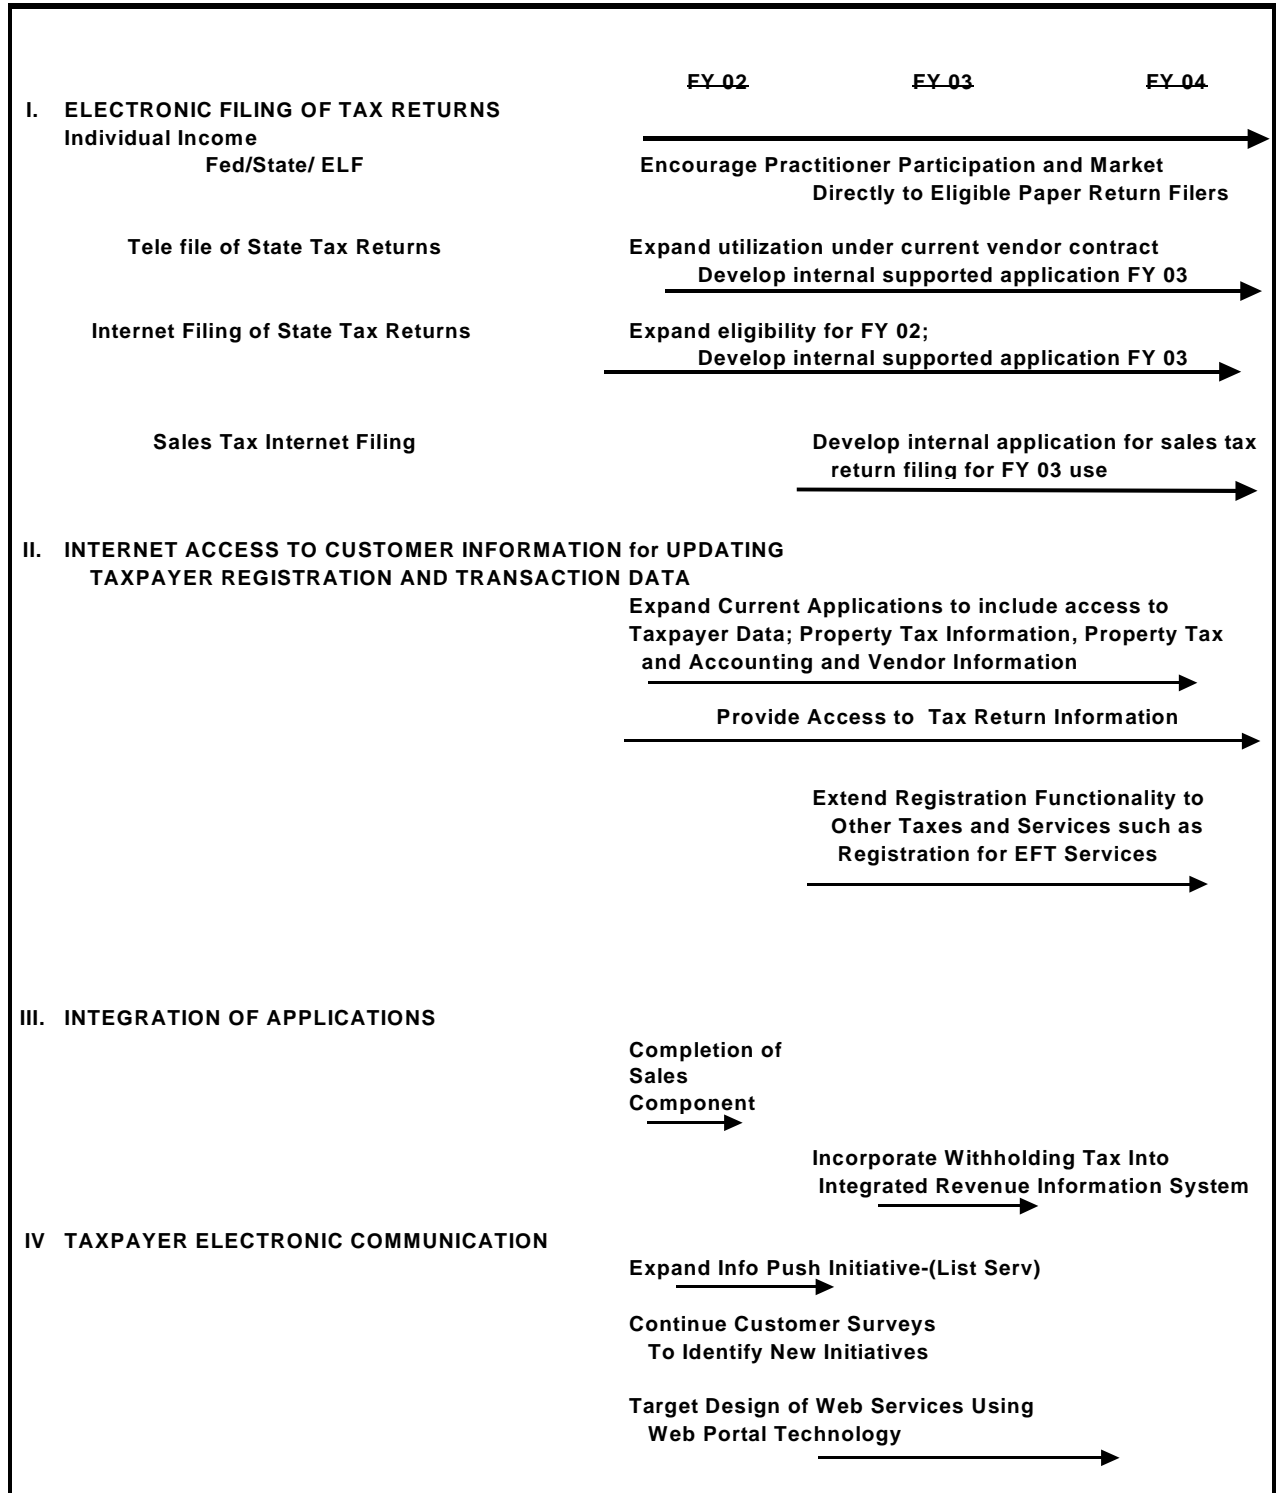 FY 02 FY 03 FY 04
I. ELECTRONIC FILING OF TAX RETURNS
Individual Income
Fed/State/ ELF Encourage Practitioner Participation and Market
Directly to Eligible Paper Return Filers
Tele file of State Tax Returns Expand utilization under current vendor contract
Develop internal supported application FY 03
Internet Filing of State Tax Returns Expand eligibility for FY 02;
Develop internal supported application FY 03
Sales Tax Internet Filing Develop internal application for sales tax
return filing for FY 03 use
II. INTERNET ACCESS TO CUSTOMER INFORMATION for UPDATING
TAXPAYER REGISTRATION AND TRANSACTION DATA
Expand Current Applications to include access to
Taxpayer Data; Property Tax Information, Property Tax
and Accounting and Vendor Information
Provide Access to Tax Return Information
Extend Registration Functionality to
Other Taxes and Services such as
Registration for EFT Services
III. INTEGRATION OF APPLICATIONS
Completion of
Sales
Component
Incorporate Withholding Tax Into
Integrated Revenue Information System
IV TAXPAYER ELECTRONIC COMMUNICATION
Expand Info Push Initiative-(List Serv)
Continue Customer Surveys
To Identify New Initiatives
Target Design of Web Services Using
Web Portal Technology